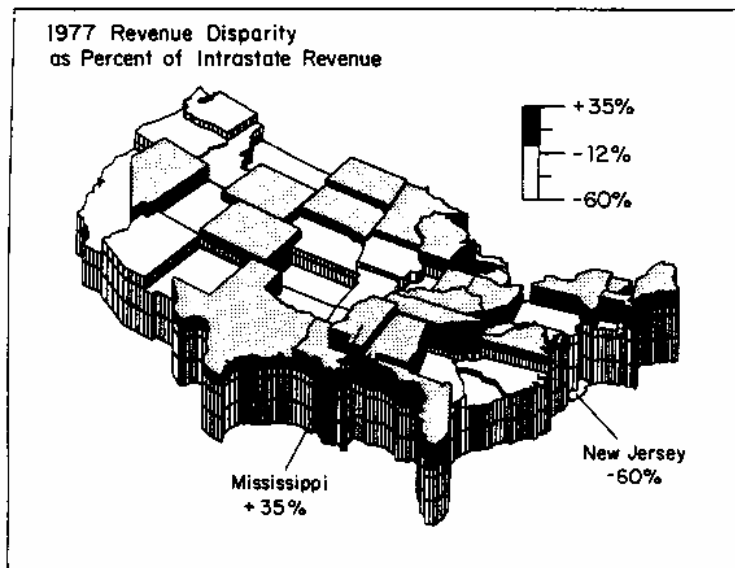 1977 Revenue Disparity
as Percent of Intrastate Revenue
+35%
-12%
-60%
Mississippi
+35%
New Jersey
-60%